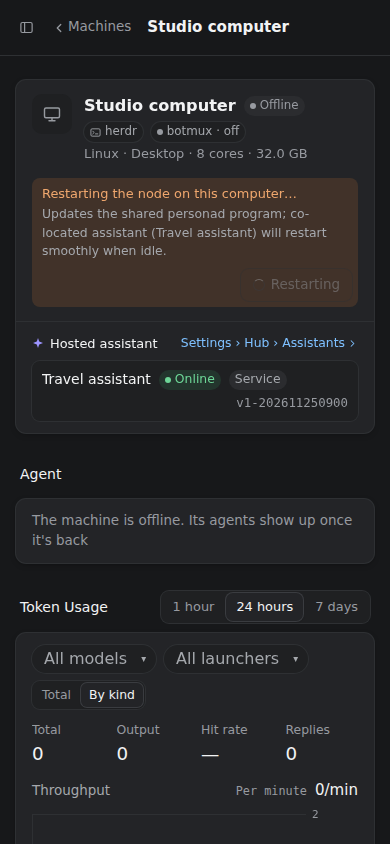 Machines Studio computer
Studio computer Offline
herdr botmux · off
Linux · Desktop · 8 cores · 32.0 GB
Restarting the node on this computer…
Updates the shared personad program; co-
located assistant (Travel assistant) will restart
smoothly when idle.
Restarting
Hosted assistant Settings › Hub › Assistants ›
Travel assistant Online Service
v1-202611250900
Agent
The machine is offline. Its agents show up once
it's back
Token Usage 1 hour 24 hours 7 days
All models All launchers
Total By kind
Total Output Hit rate Replies
0 0 — 0
Throughput Per minute 0/min
2